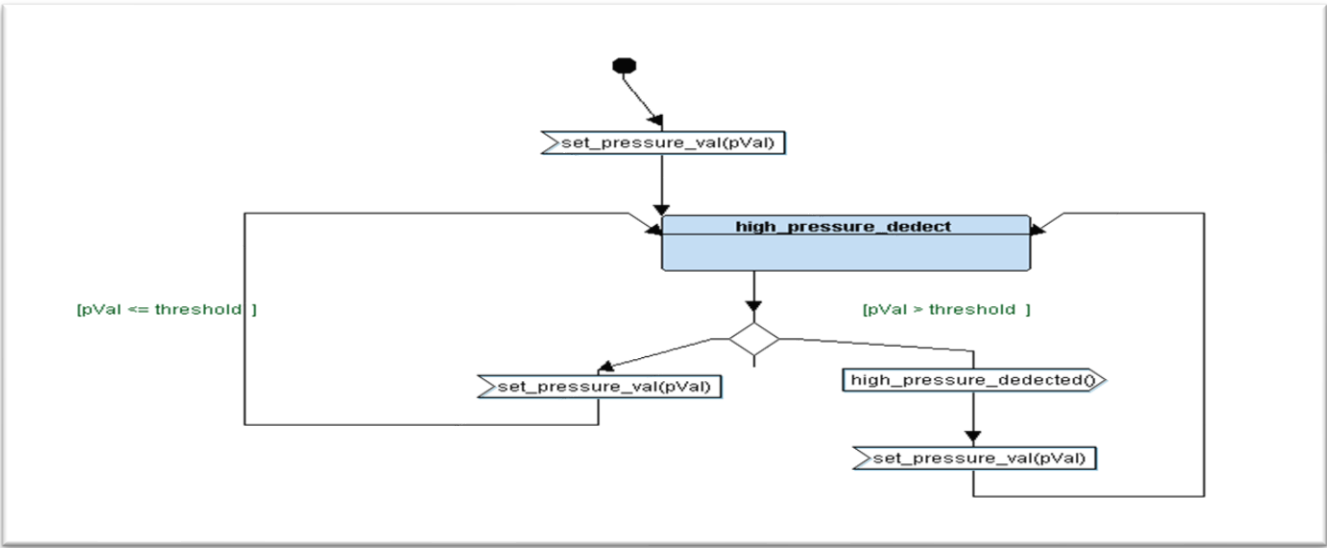 set_pressure_val(pVal)
high_pressure_dedect
[pVal <= threshold ]
[pVal > threshold ]
set_pressure_val(pVal)
high_pressure_dedected()
set_pressure_val(pVal)